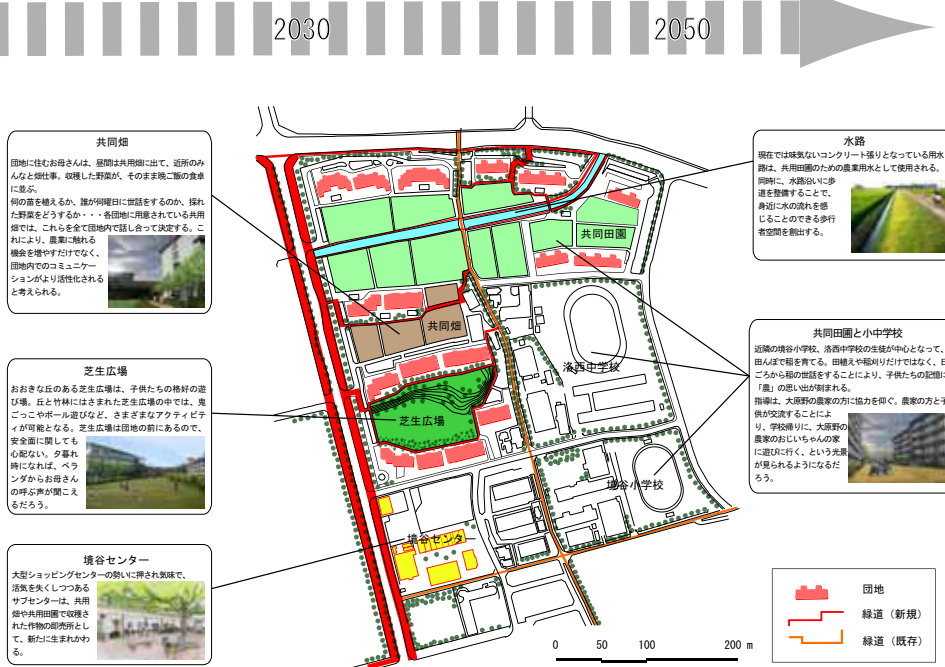 2030
2050
共同畑
団地に住むお母さんは、昼間は共用畑に出て、近所のみ
んなと畑仕事。収穫した野菜が、そのまま晩ご飯の食卓
に並ぶ。
何の苗を植えるか、誰が何曜日に世話をするのか、採れ
た野菜をどうするか・・・各団地に用意されている共用
畑では、これらを全て団地内で話し合って決定する。こ
れにより、農業に触れる
機会を増やすだけでなく、
団地内でのコミュニケー
ションがより活性化される
と考えられる。
芝生広場
おおきな丘のある芝生広場は、子供たちの格好の遊
び場。丘と竹林にはさまれた芝生広場の中では、鬼
ごっこやボール遊びなど、さまざまなアクティビテ
ィが可能となる。芝生広場は団地の前にあるので、
安全面に関しても
心配ない。夕暮れ
時になれば、ベラ
ンダからお母さん
の呼ぶ声が聞こえ
るだろう。
境谷センター
大型ショッピングセンターの勢いに押され気味で、
活気を失くしつつある
サブセンターは、共用
畑や共用田圃で収穫さ
れた作物の即売所とし
て、新たに生まれかわ
る。
水路
現在では味気ないコンクリート張りとなっている用水
路は、共用田圃のための農業用水として使用される。
同時に、水路沿いに歩
道を整備することで、
身近に水の流れを感
じることのできる歩行
者空間を創出する。
共同田圃と小中学校
近隣の境谷小学校、洛西中学校の生徒が中心となって、
田んぼで稲を育てる。田植えや稲刈りだけではなく、日
ごろから稲の世話をすることにより、子供たちの記憶に
「農」の思い出が刻まれる。
指導は、大原野の農家の方に協力を仰ぐ。農家の方と子
供が交流することによ
り、学校帰りに、大原野の
農家のおじいちゃんの家
に遊びに行く、という光景
が見られるようになるだ
ろう。
共同田園
共同畑
洛西中学校
芝生広場
境谷小学校
境谷センタ
団地
緑道（新規）
緑道（既存）
0 50 100 200 m